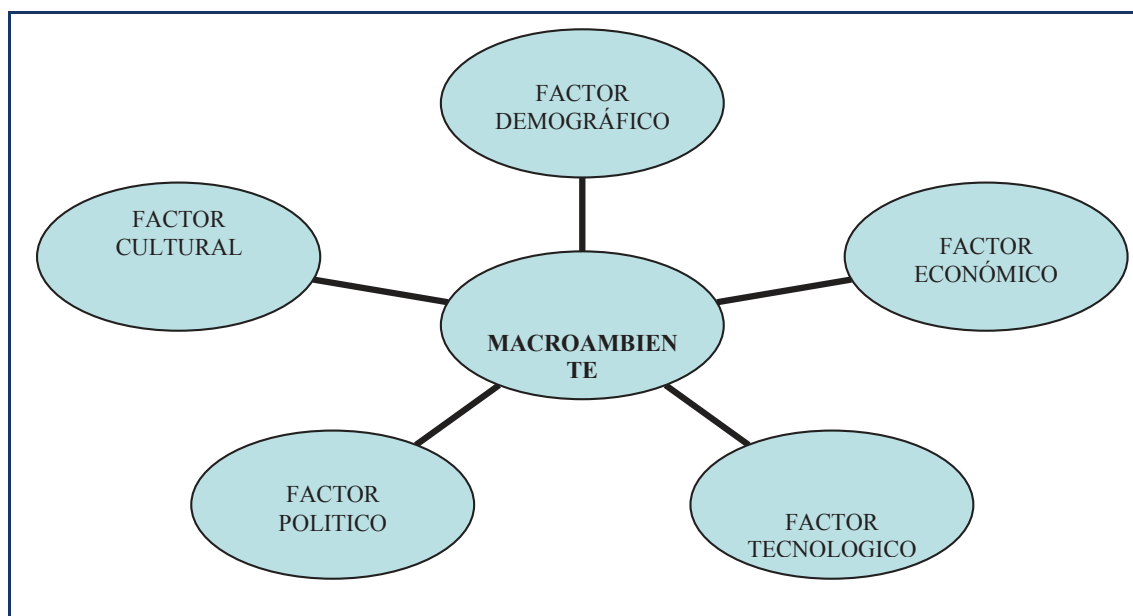 FACTOR
DEMOGRÁFICO
FACTOR
CULTURAL
FACTOR
ECONÓMICO
MACROAMBIEN
TE
FACTOR
POLITICO
FACTOR
TECNOLOGICO